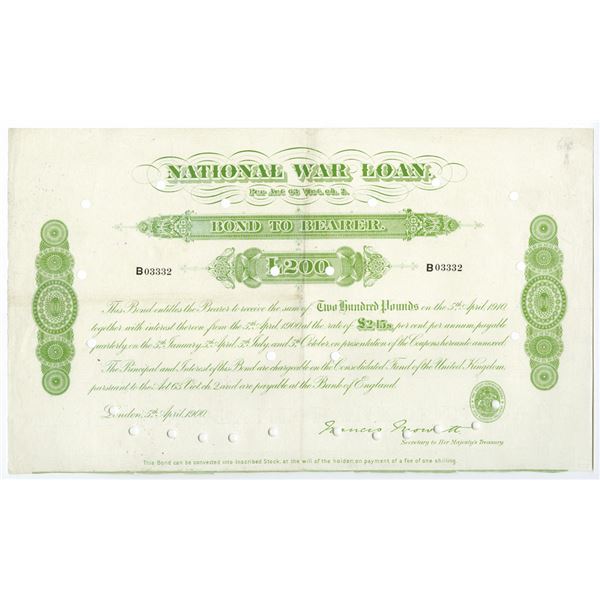 NATIONAL WAR LOAN.
Per Act 63 Vict. ch. 2.
BOND TO BEARER.
B03332 £200 B03332
This Bond entitles the Bearer to receive the sum of Two Hundred Pounds on the 5th April, 1910,
together with interest thereon from the 5th April, 1900 at the rate of £2.15s. per cent. per annum, payable
quarterly on the 5th January, 5th April, 5th July, and 5th October, on presentation of the Coupons hereunto annexed.
The Principal and Interest of this Bond are chargeable on the Consolidated Fund of the United Kingdom,
pursuant to the Act 63 Vict. ch. 2, and are payable at the Bank of England.
London, 5th April, 1900.
Francis Mowatt
Secretary to Her Majesty's Treasury
This Bond can be converted into Inscribed Stock, at the will of the holder, on payment of a fee of one shilling.